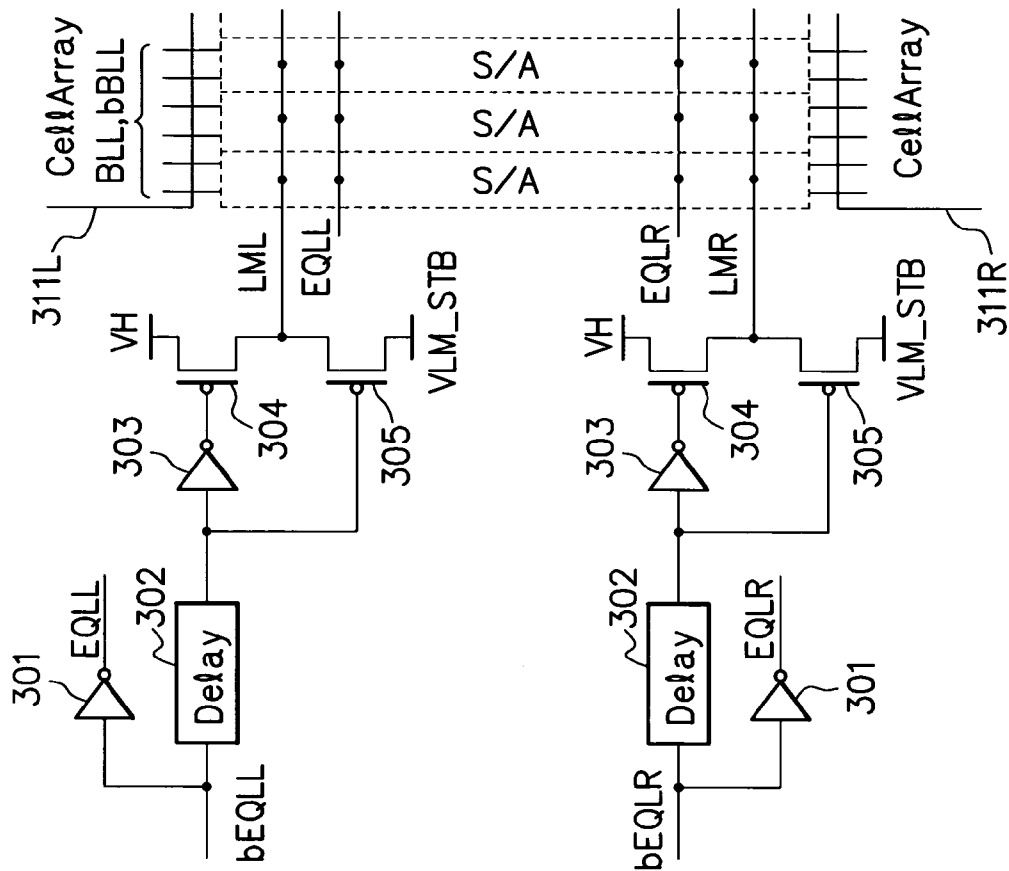 CellArray
BLL,bBLL
311L
S/A
S/A
S/A
LML
EQLL
VH
303
304
305
VLM_STB
301
EQLL
302
Delay
bEQLL
EQLR
LMR
VH
303
304
305
VLM_STB
CellArray
311R
302
Delay
EQLR
301
bEQLR